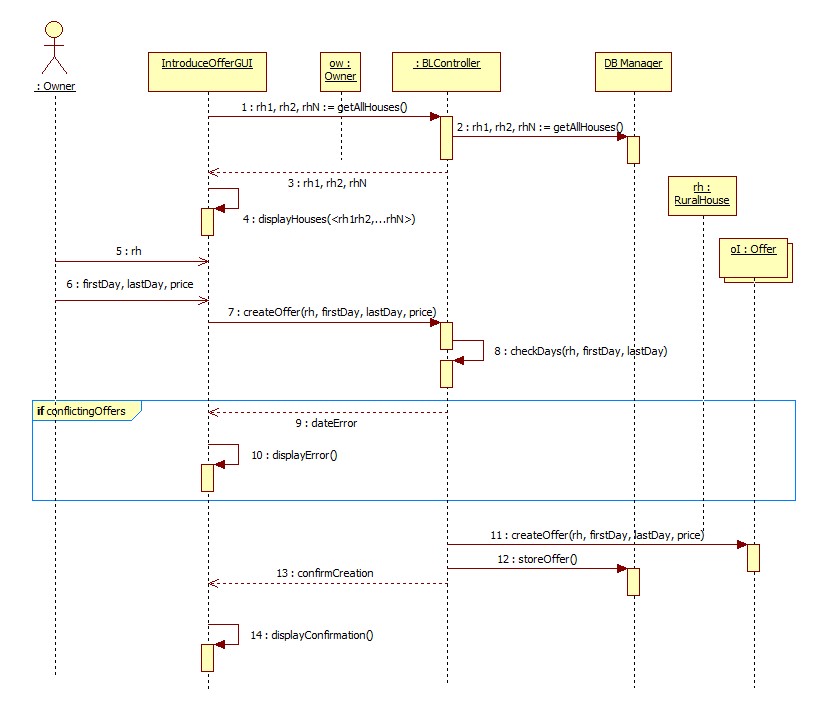 : Owner
IntroduceOfferGUI
ow :
Owner
: BLController
DB Manager
1 : rh1, rh2, rhN := getAllHouses()
2 : rh1, rh2, rhN := getAllHouses()
3 : rh1, rh2, rhN
rh :
RuralHouse
4 : displayHouses(<rh1rh2,...rhN>)
oI : Offer
5 : rh
6 : firstDay, lastDay, price
7 : createOffer(rh, firstDay, lastDay, price)
8 : checkDays(rh, firstDay, lastDay)
if conflictingOffers
9 : dateError
10 : displayError()
11 : createOffer(rh, firstDay, lastDay, price)
12 : storeOffer()
13 : confirmCreation
14 : displayConfirmation()